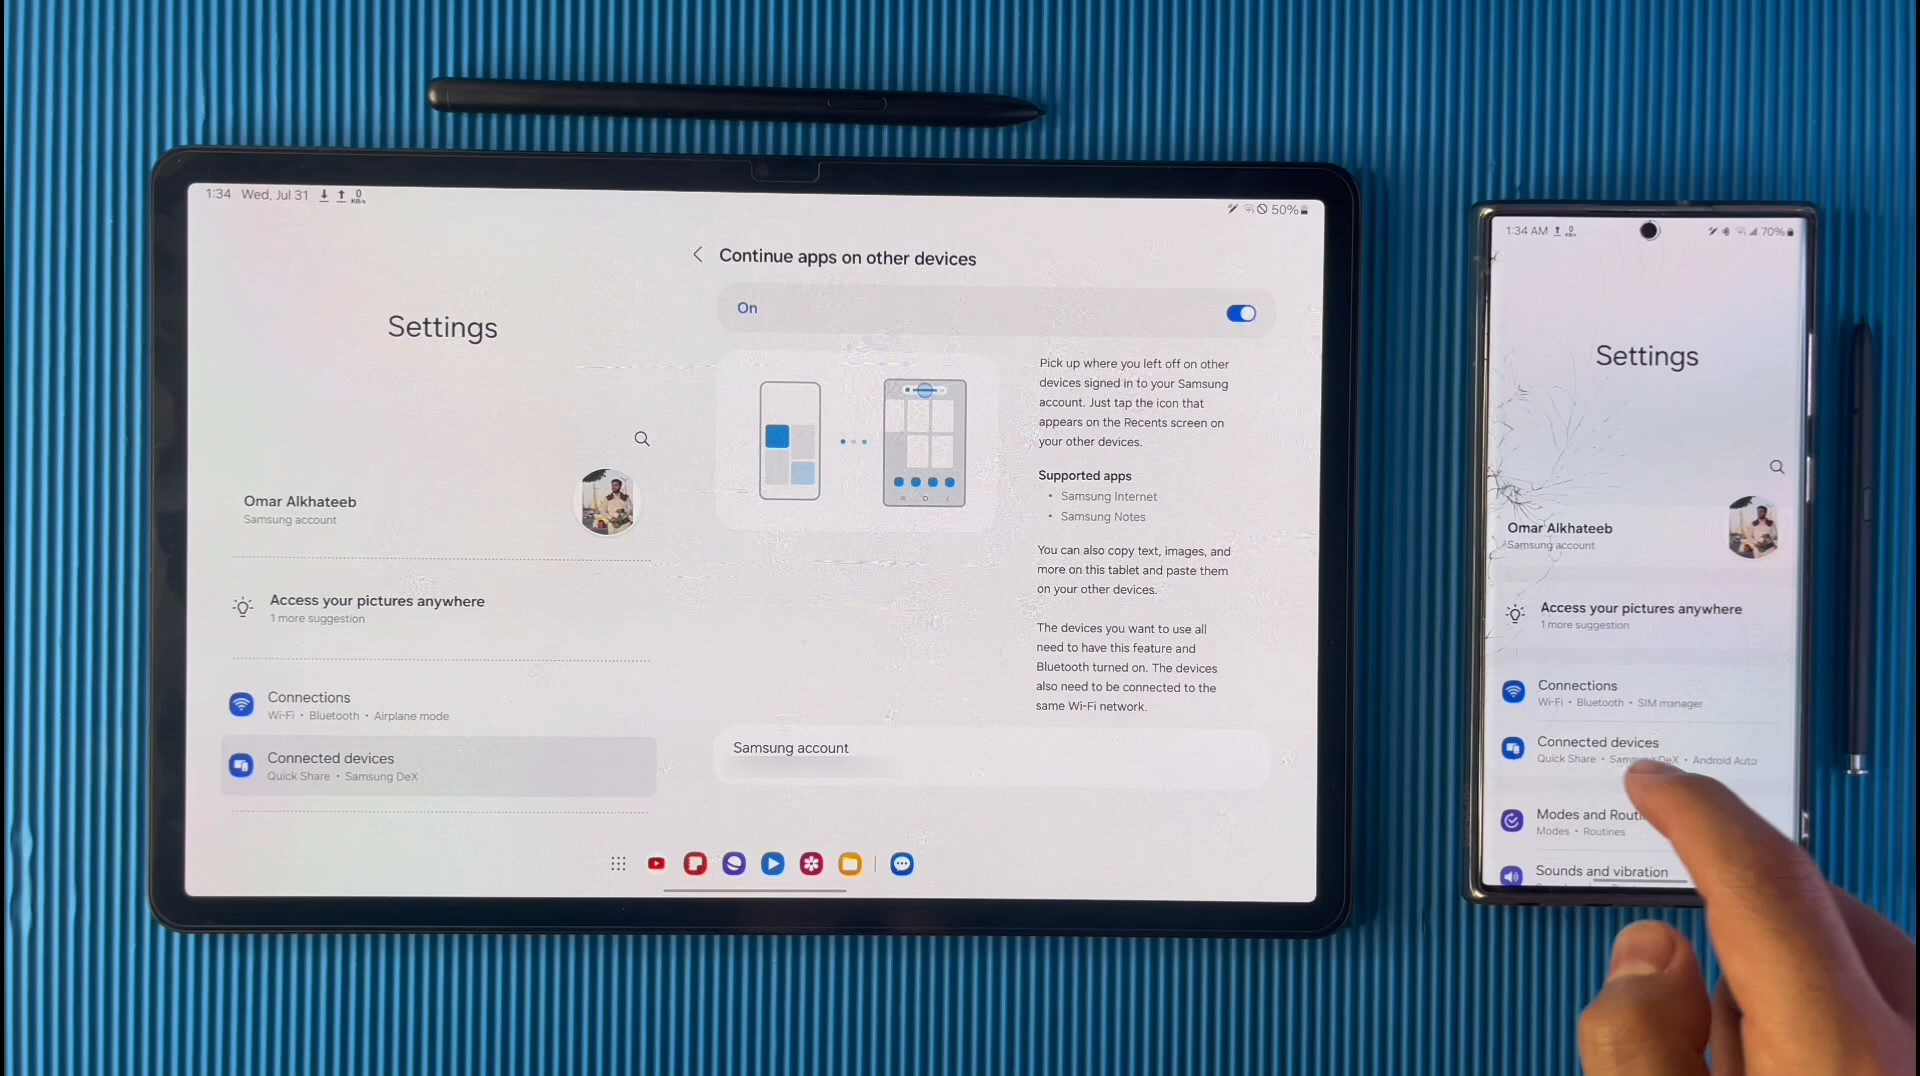 1:34 Wed, Jul 31
0
KB/s
50%
Settings
Omar Alkhateeb
Samsung account
Access your pictures anywhere
1 more suggestion
Connections
Wi-Fi • Bluetooth • Airplane mode
Connected devices
Quick Share • Samsung DeX
Continue apps on other devices
On
Pick up where you left off on other
devices signed in to your Samsung
account. Just tap the icon that
appears on the Recents screen on
your other devices.
Supported apps
• Samsung Internet
• Samsung Notes
You can also copy text, images, and
more on this tablet and paste them
on your other devices.
The devices you want to use all
need to have this feature and
Bluetooth turned on. The devices
also need to be connected to the
same Wi-Fi network.
Samsung account
1:34 AM
70%
Settings
Omar Alkhateeb
Samsung account
Access your pictures anywhere
1 more suggestion
Connections
Wi-Fi • Bluetooth • SIM manager
Connected devices
Quick Share • Samsung DeX • Android Auto
Modes and
Modes • Routines
Sounds and vibration